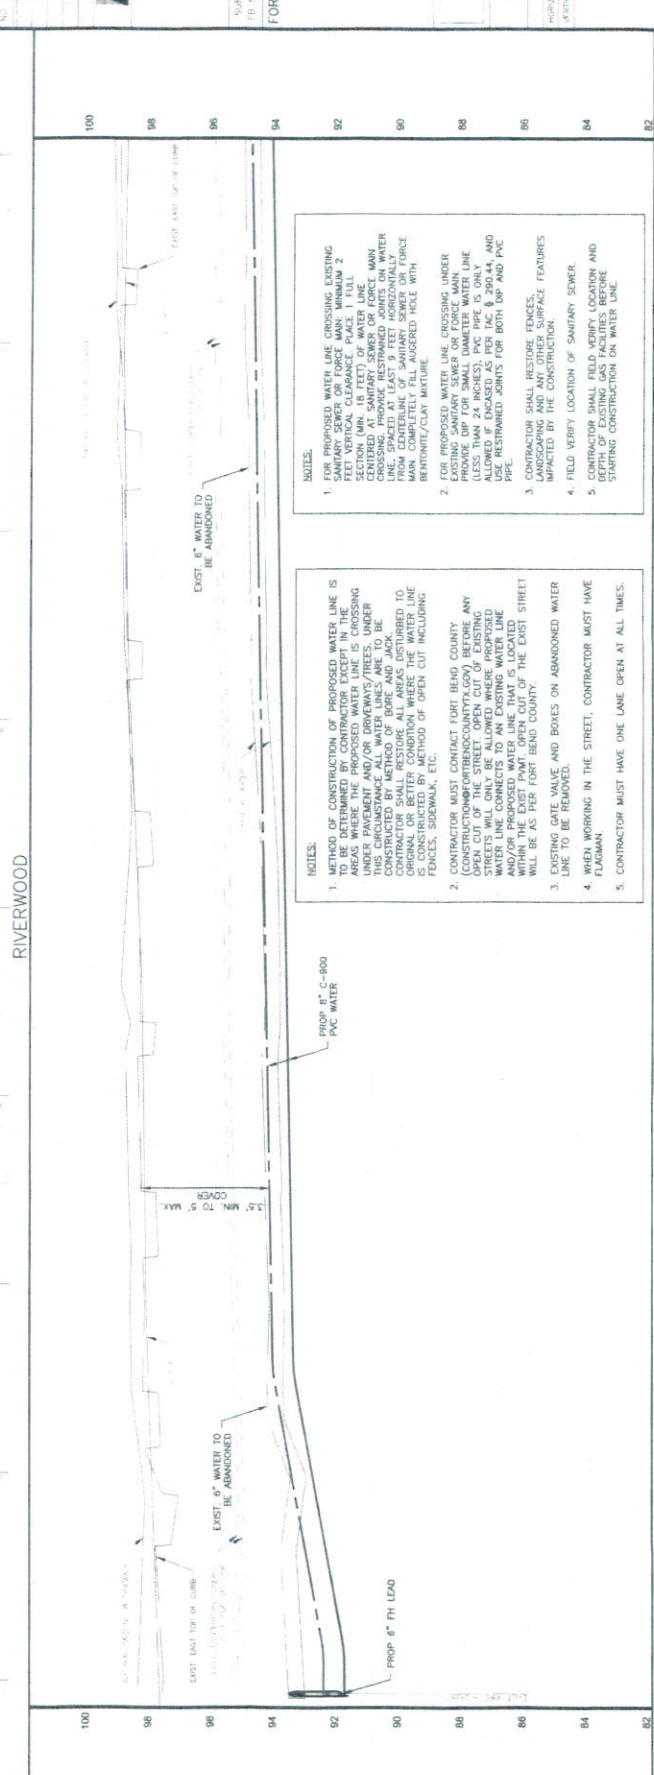 RIVERWOOD
FOR
100
98
96
94
92
90
88
86
84
82
100
98
96
94
92
90
88
86
84
82
EXIST EAST TOP OF CURB
EXIST. 6" WATER TO
BE ABANDONED
PROP 8" C-900
PVC WATER
3.5' MIN. TO 5' MAX.
COVER
EXIST. 6" WATER TO
BE ABANDONED
EXIST EAST TOP OF CURB
PROP 6" FH LEAD
NOTES:
1. METHOD OF CONSTRUCTION OF PROPOSED WATER LINE IS
TO BE DETERMINED BY CONTRACTOR EXCEPT IN THE
AREAS WHERE THE PROPOSED WATER LINE IS CROSSING
UNDER PAVEMENT AND/OR DRIVEWAYS/TREES. UNDER
THIS CIRCUMSTANCE ALL WATER LINES ARE TO BE
CONSTRUCTED BY METHOD OF BORE AND JACK.
CONTRACTOR SHALL RESTORE ALL AREAS DISTURBED TO
ORIGINAL OR BETTER CONDITION WHERE THE WATER LINE
IS CONSTRUCTED BY METHOD OF OPEN CUT INCLUDING
FENCES, SIDEWALK, ETC.
2. CONTRACTOR MUST CONTACT FORT BEND COUNTY
(CONSTRUCTION@FORTBENDCOUNTYTX.GOV) BEFORE ANY
OPEN CUT OF THE STREET. OPEN CUT OF EXISTING
STREETS WILL ONLY BE ALLOWED WHERE PROPOSED
WATER LINE CONNECTS TO AN EXISTING WATER LINE
AND/OR PROPOSED WATER LINE THAT IS LOCATED
WITHIN THE EXIST PVMT. OPEN CUT OF THE EXIST STREET
WILL BE AS PER FORT BEND COUNTY.
3. EXISTING GATE VALVE AND BOXES ON ABANDONED WATER
LINE TO BE REMOVED.
4. WHEN WORKING IN THE STREET, CONTRACTOR MUST HAVE
FLAGMAN.
5. CONTRACTOR MUST HAVE ONE LANE OPEN AT ALL TIMES.
NOTES:
1. FOR PROPOSED WATER LINE CROSSING EXISTING
SANITARY SEWER OR FORCE MAIN: MINIMUM 2
FEET VERTICAL CLEARANCE. PLACE 1 FULL
SECTION (MIN. 18 FEET) OF WATER LINE
CENTERED AT SANITARY SEWER OR FORCE MAIN
CROSSING. PROVIDE RESTRAINED JOINTS ON WATER
LINE, SPACED AT LEAST 9 FEET HORIZONTALLY
FROM CENTERLINE OF SANITARY SEWER OR FORCE
MAIN. COMPLETELY FILL AUGERED HOLE WITH
BENTONITE/CLAY MIXTURE.
2. FOR PROPOSED WATER LINE CROSSING UNDER
EXISTING SANITARY SEWER OR FORCE MAIN:
PROVIDE DIP FOR SMALL DIAMETER WATER LINE
(LESS THAN 24 INCHES), PVC PIPE IS ONLY
ALLOWED IF ENCASED AS PER TAC, § 290.44, AND
USE RESTRAINED JOINTS FOR BOTH DIP AND PVC
PIPE.
3. CONTRACTOR SHALL RESTORE FENCES,
LANDSCAPING AND ANY OTHER SURFACE FEATURES
IMPACTED BY THE CONSTRUCTION.
4. FIELD VERIFY LOCATION OF SANITARY SEWER.
5. CONTRACTOR SHALL FIELD VERIFY LOCATION AND
DEPTH OF EXISTING GAS FACILITIES BEFORE
STARTING CONSTRUCTION ON WATER LINE.